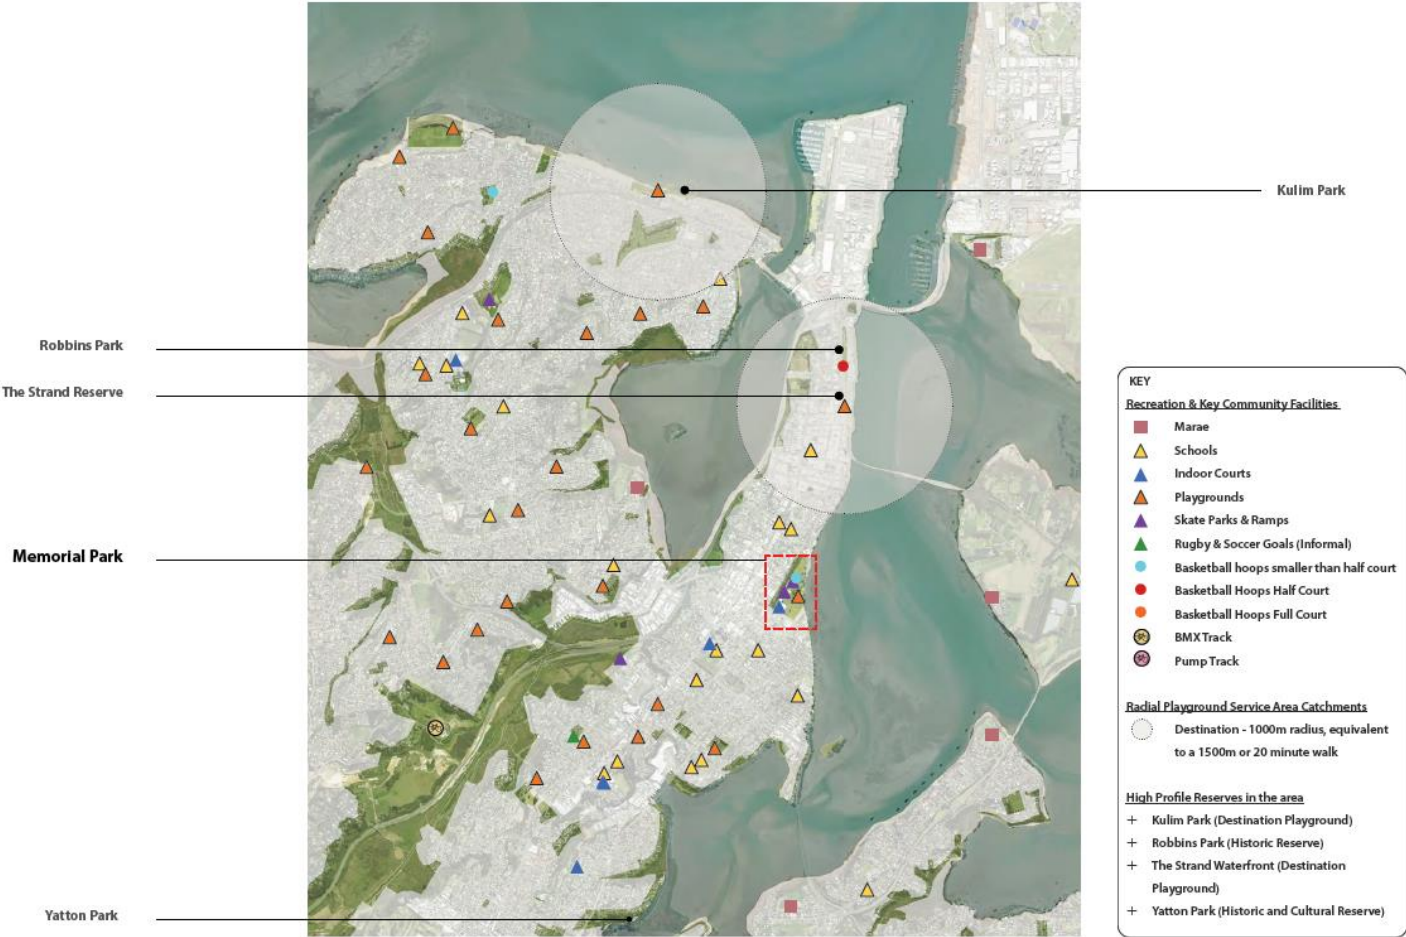 Kulim Park
Robbins Park
The Strand Reserve
Memorial Park
Yatton Park
KEY
Recreation & Key Community Facilities
Marae
Schools
Indoor Courts
Playgrounds
Skate Parks & Ramps
Rugby & Soccer Goals (Informal)
Basketball hoops smaller than half court
Basketball Hoops Half Court
Basketball Hoops Full Court
BMX Track
Pump Track
Radial Playground Service Area Catchments
Destination - 1000m radius, equivalent
to a 1500m or 20 minute walk
High Profile Reserves in the area
+ Kulim Park (Destination Playground)
+ Robbins Park (Historic Reserve)
+ The Strand Waterfront (Destination
Playground)
+ Yatton Park (Historic and Cultural Reserve)